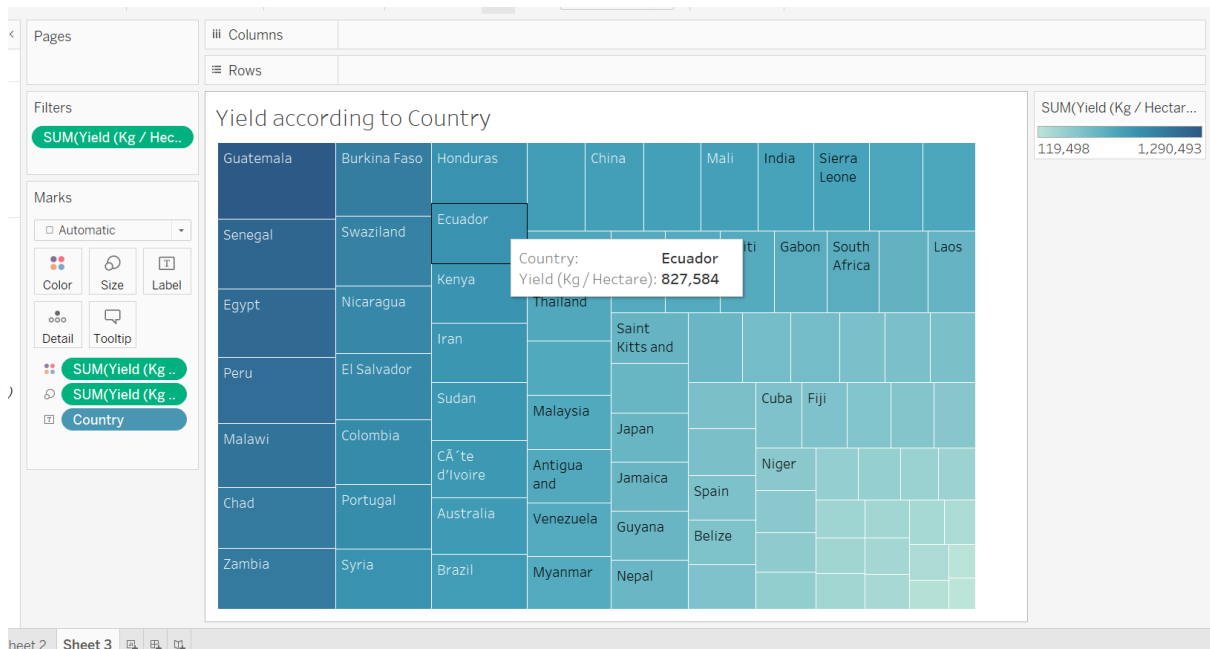 Pages
Columns
Rows
Filters
SUM(Yield (Kg / Hec..
Marks
Automatic
Color
Size
Label
Detail
Tooltip
SUM(Yield (Kg ..
SUM(Yield (Kg ..
Country
Yield according to Country
Guatemala
Senegal
Egypt
Peru
Malawi
Chad
Zambia
Burkina Faso
Swaziland
Nicaragua
El Salvador
Colombia
Portugal
Syria
Honduras
Ecuador
Kenya
Iran
Sudan
CÃ´te
d'Ivoire
Australia
Brazil
China
Mali
India
Sierra
Leone
Country: Ecuador
Yield (Kg / Hectare): 827,584
Gabon
South
Africa
Laos
Thailand
Malaysia
Antigua
and
Venezuela
Myanmar
Saint
Kitts and
Japan
Jamaica
Guyana
Nepal
Spain
Belize
Cuba
Fiji
Niger
SUM(Yield (Kg / Hectar...
119,498 1,290,493
Sheet 3